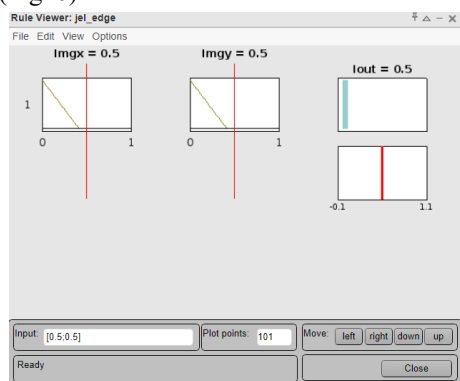 Rule Viewer: jel_edge
File Edit View Options
Imgx = 0.5 Imgy = 0.5 Iout = 0.5
1
0 1 0 1
-0.1 1.1
Input: [0.5;0.5] Plot points: 101 Move: left right down up
Ready Close